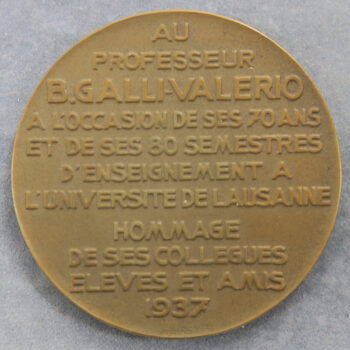 AU
PROFESSEUR
B.GALLI VALERIO
A L'OCCASION DE SES 70 ANS
ET DE SES 80 SEMESTRES
D'ENSEIGNEMENT A
L'UNIVERSITE DE LAUSANNE
HOMMAGE
DE SES COLLEGUES
ELEVES ET AMIS
1937